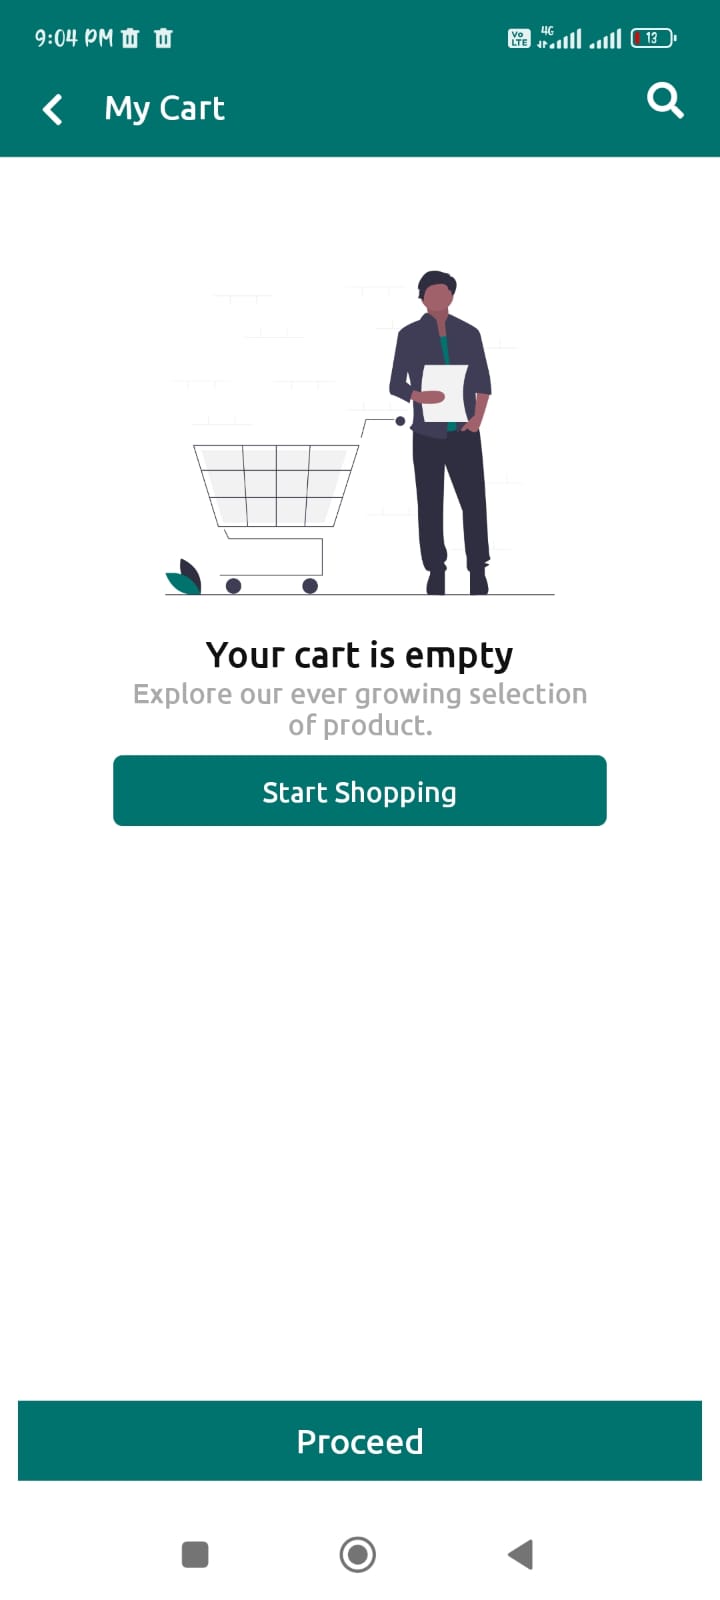 9:04 PM
Vo LTE 4G 13
My Cart
Your cart is empty
Explore our ever growing selection
of product.
Start Shopping
Proceed